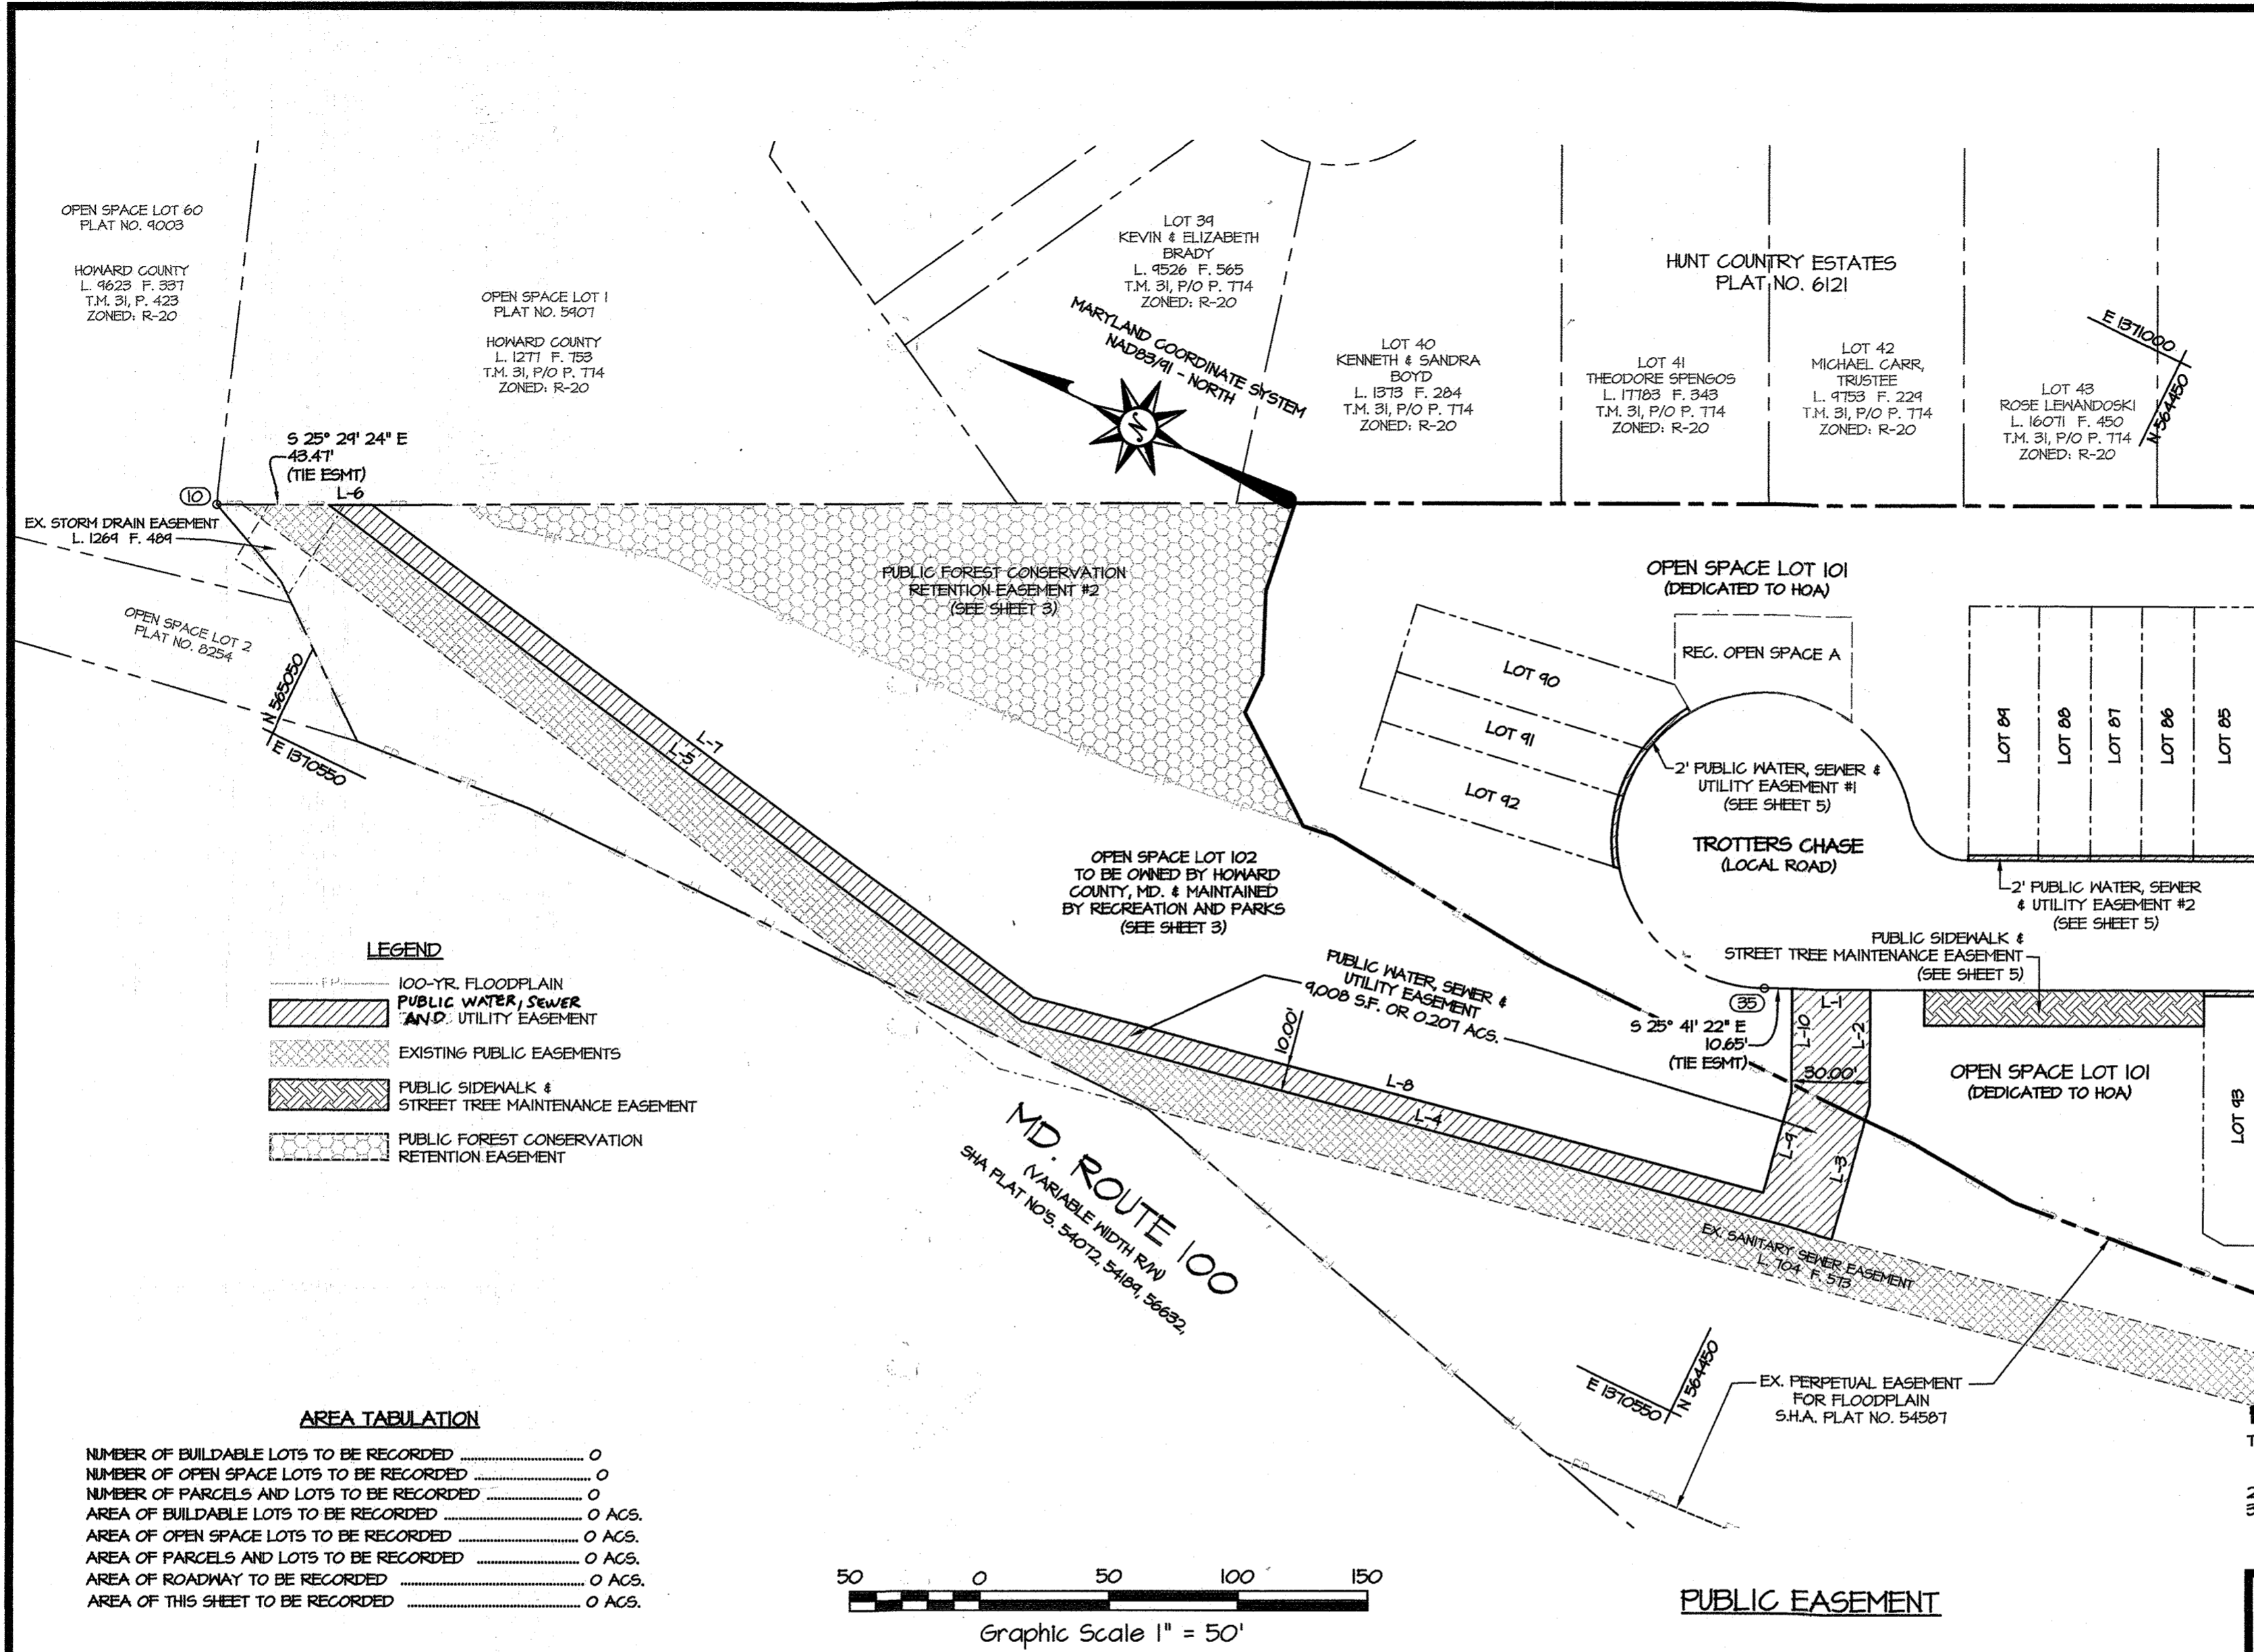 OPEN SPACE LOT 60
PLAT NO. 9003
HOWARD COUNTY
L. 9623 F. 337
T.M. 31, P. 423
ZONED: R-20
OPEN SPACE LOT 1
PLAT NO. 5907
HOWARD COUNTY
L. 1277 F. 753
T.M. 31, P/O P. 774
ZONED: R-20
LOT 39
KEVIN & ELIZABETH
BRADY
L. 9526 F. 565
T.M. 31, P/O P. 774
ZONED: R-20
MARYLAND COORDINATE SYSTEM
NAD83/91 - NORTH
N
LOT 40
KENNETH & SANDRA
BOYD
L. 1373 F. 284
T.M. 31, P/O P. 774
ZONED: R-20
HUNT COUNTRY ESTATES
PLAT NO. 6121
LOT 41
THEODORE SPENGOS
L. 17783 F. 343
T.M. 31, P/O P. 774
ZONED: R-20
LOT 42
MICHAEL CARR,
TRUSTEE
L. 9753 F. 229
T.M. 31, P/O P. 774
ZONED: R-20
LOT 43
ROSE LEWANDOSKI
L. 16071 F. 450
T.M. 31, P/O P. 774
ZONED: R-20
E 1371000
N 564450
S 25° 29' 24" E
43.47'
(TIE ESMT)
L-6
10
EX. STORM DRAIN EASEMENT
L. 1269 F. 489
OPEN SPACE LOT 2
PLAT NO. 8254
N 565050
E 1370550
L-7
L-5
PUBLIC FOREST CONSERVATION
RETENTION EASEMENT #2
(SEE SHEET 3)
OPEN SPACE LOT 101
(DEDICATED TO HOA)
REC. OPEN SPACE A
LOT 90
LOT 91
LOT 92
2' PUBLIC WATER, SEWER &
UTILITY EASEMENT #1
(SEE SHEET 5)
TROTTERS CHASE
(LOCAL ROAD)
LOT 89
LOT 88
LOT 87
LOT 86
LOT 85
2' PUBLIC WATER, SEWER
& UTILITY EASEMENT #2
(SEE SHEET 5)
PUBLIC SIDEWALK &
STREET TREE MAINTENANCE EASEMENT
(SEE SHEET 5)
OPEN SPACE LOT 102
TO BE OWNED BY HOWARD
COUNTY, MD. & MAINTAINED
BY RECREATION AND PARKS
(SEE SHEET 3)
PUBLIC WATER, SEWER &
UTILITY EASEMENT
9,008 S.F. OR 0.207 ACS.
10.00'
35
S 25° 41' 22" E
10.65'
(TIE ESMT)
L-1
L-10
L-2
30.00'
L-8
L-4
L-9
L-3
OPEN SPACE LOT 101
(DEDICATED TO HOA)
LOT 93
LEGEND
FP
100-YR. FLOODPLAIN
PUBLIC WATER, SEWER
AND UTILITY EASEMENT
EXISTING PUBLIC EASEMENTS
PUBLIC SIDEWALK &
STREET TREE MAINTENANCE EASEMENT
PUBLIC FOREST CONSERVATION
RETENTION EASEMENT
MD. ROUTE 100
(VARIABLE WIDTH R/W)
SHA PLAT NO'S. 54072, 54189, 56632,
EX. SANITARY SEWER EASEMENT
L. 704 F. 573
E 1370550
N 564450
EX. PERPETUAL EASEMENT
FOR FLOODPLAIN
S.H.A. PLAT NO. 54587
AREA TABULATION
NUMBER OF BUILDABLE LOTS TO BE RECORDED ........ 0
NUMBER OF OPEN SPACE LOTS TO BE RECORDED ........ 0
NUMBER OF PARCELS AND LOTS TO BE RECORDED ........ 0
AREA OF BUILDABLE LOTS TO BE RECORDED ........ 0 ACS.
AREA OF OPEN SPACE LOTS TO BE RECORDED ........ 0 ACS.
AREA OF PARCELS AND LOTS TO BE RECORDED ........ 0 ACS.
AREA OF ROADWAY TO BE RECORDED ........ 0 ACS.
AREA OF THIS SHEET TO BE RECORDED ........ 0 ACS.
50 0 50 100 150
Graphic Scale 1" = 50'
PUBLIC EASEMENT